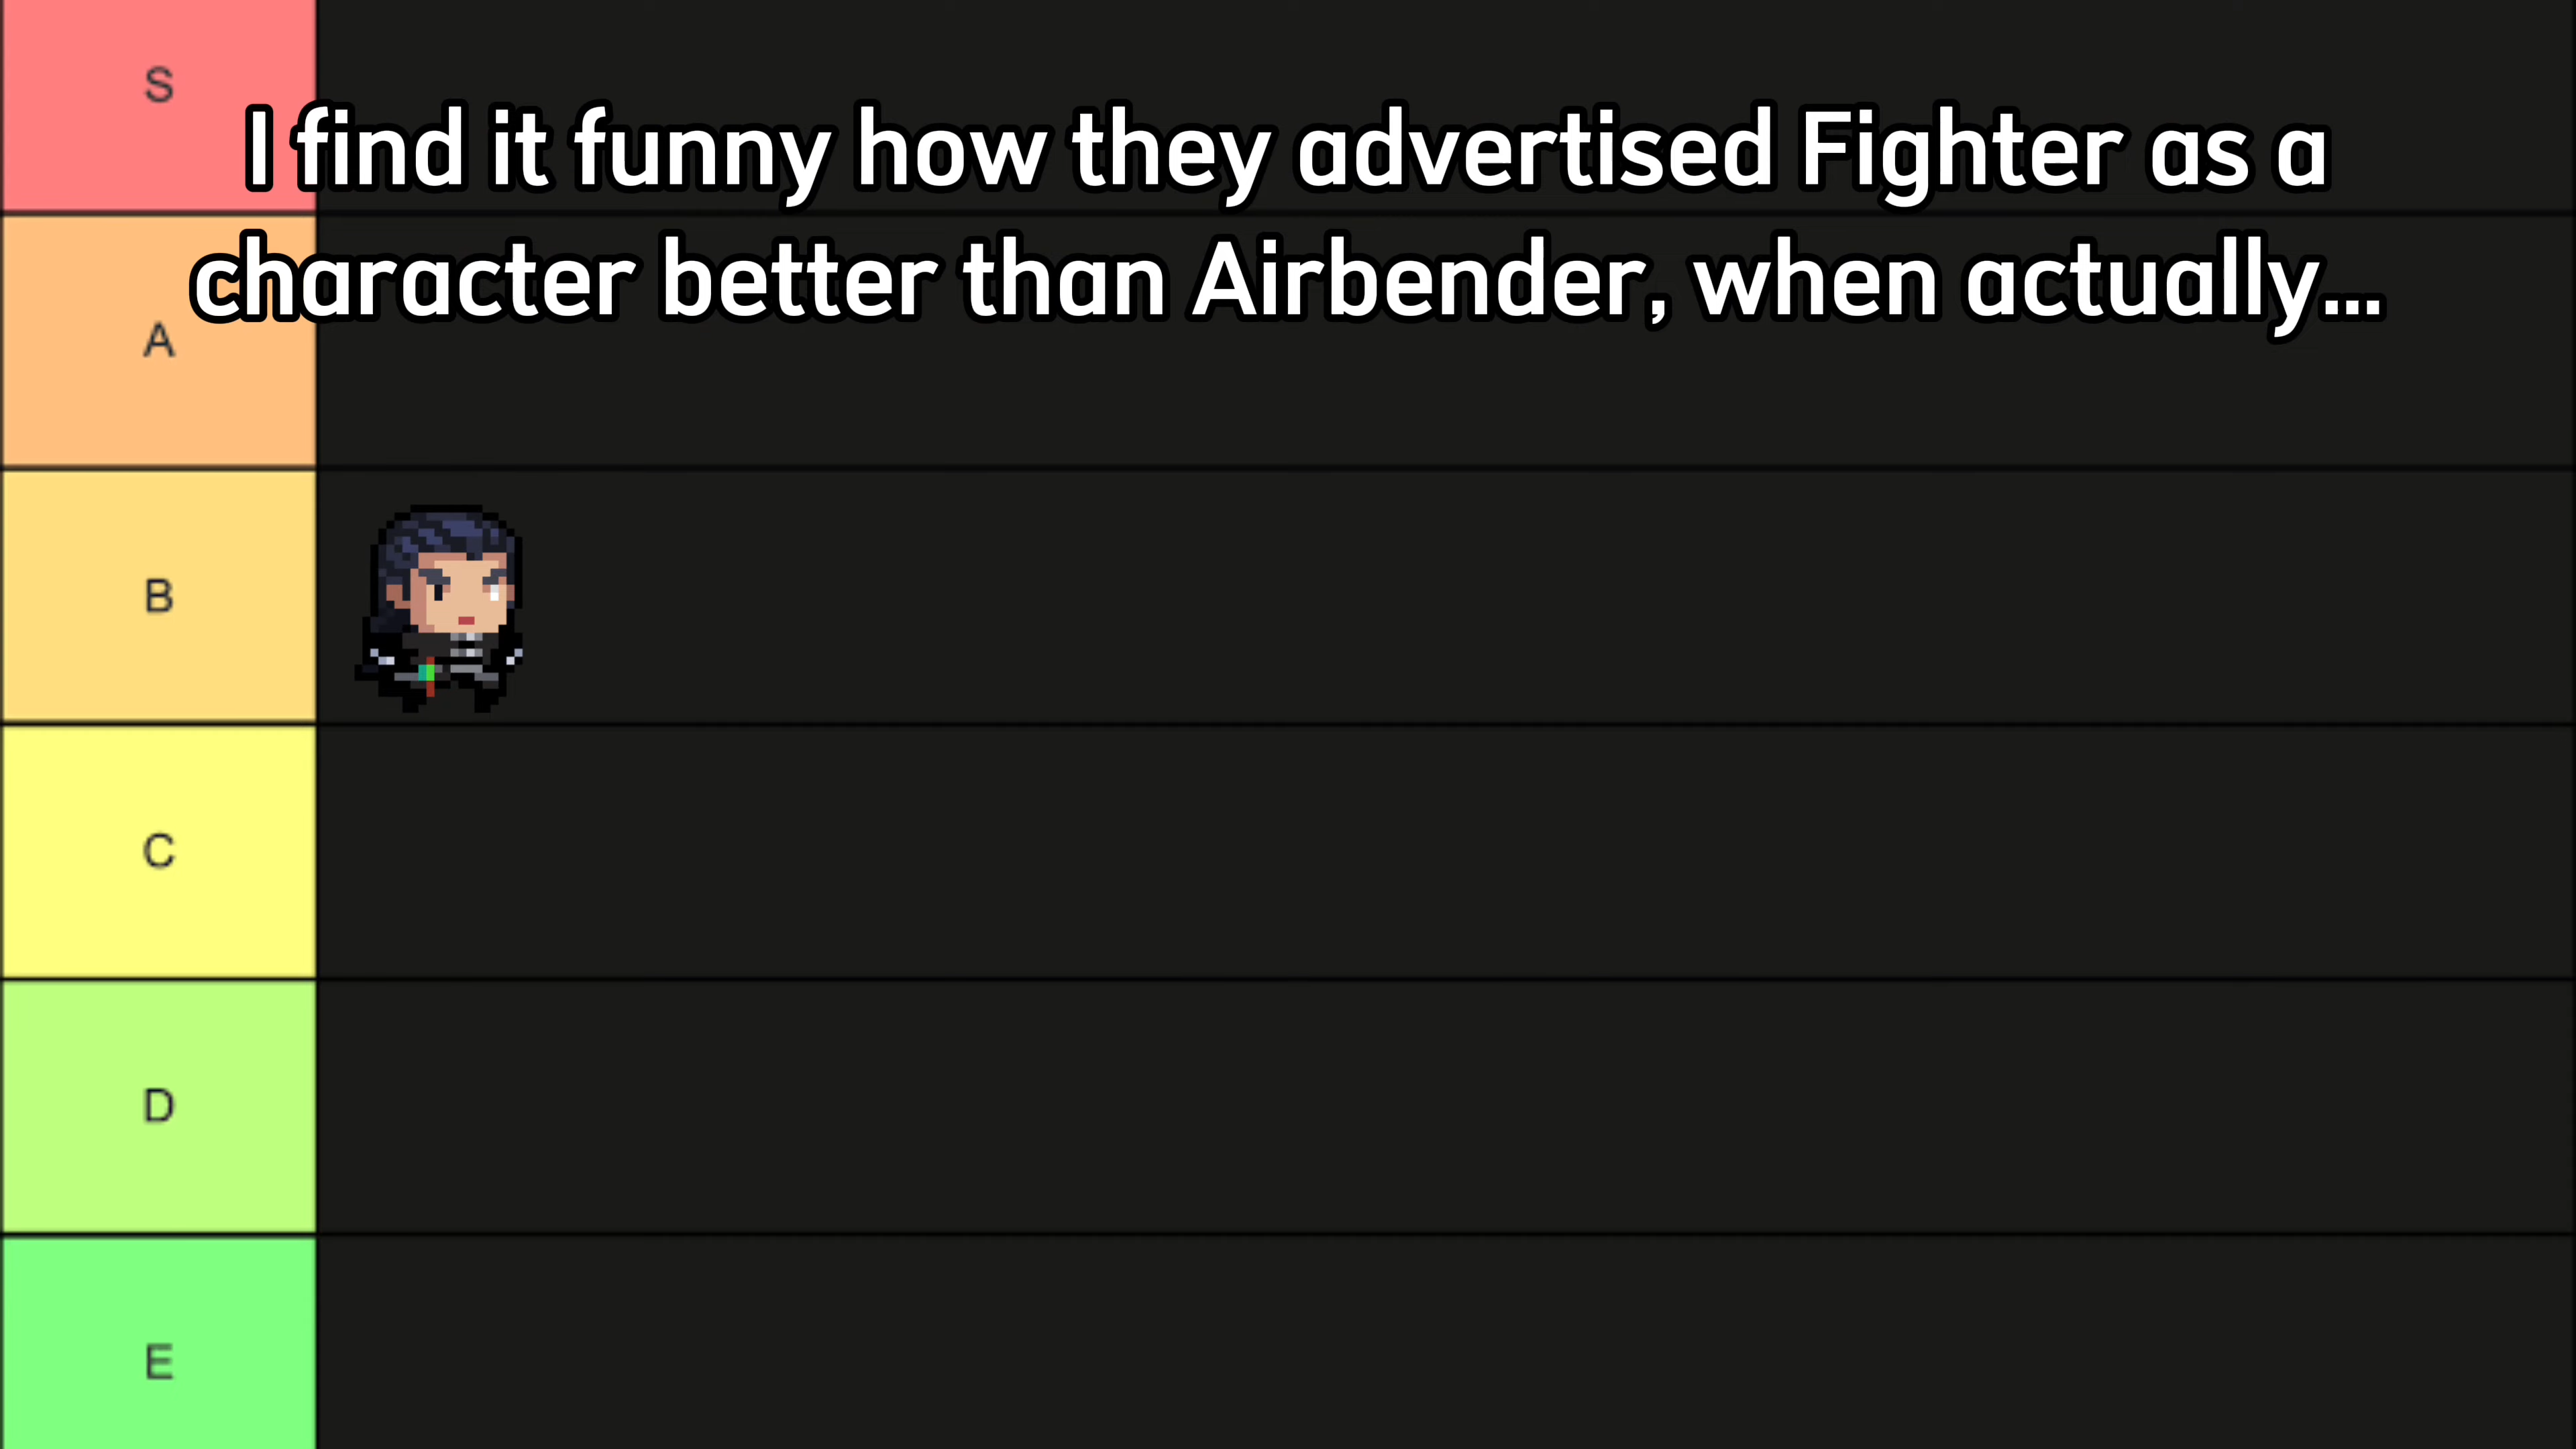 S
I find it funny how they advertised Fighter as a
character better than Airbender, when actually...
A
B
C
D
E